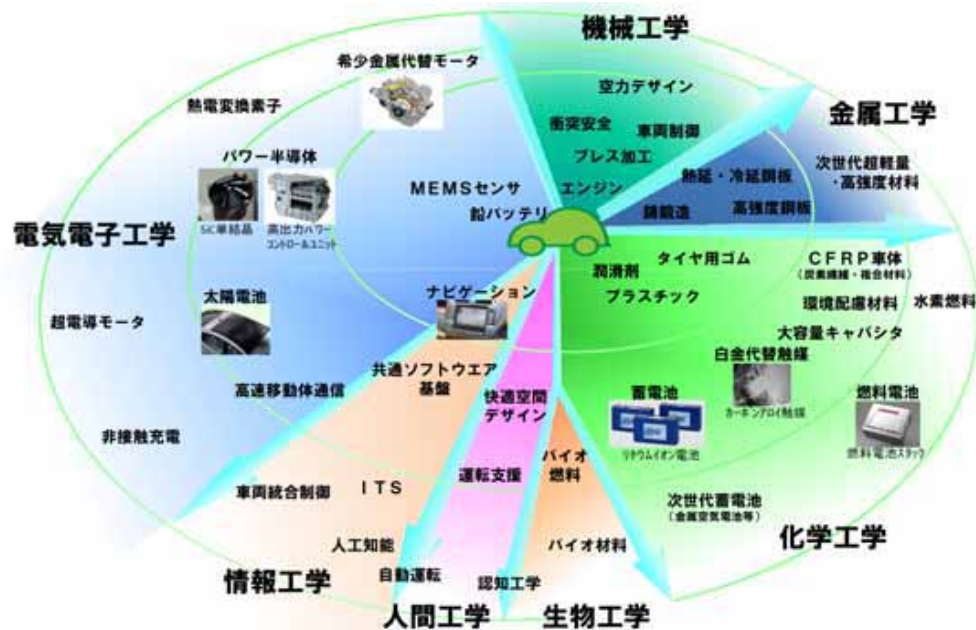 機械工学
空力デザイン
衝突安全
車両制御
プレス加工
エンジン
金属工学
次世代超軽量
・高強度材料
熱延・冷延鋼板
鋳鍛造
高強度鋼板
希少金属代替モータ
熱電変換素子
パワー半導体
SiC単結晶
高出力パワー
コントロールユニット
MEMSセンサ
鉛バッテリ
電気電子工学
太陽電池
超電導モータ
高速移動体通信
非接触充電
ナビゲーション
共通ソフトウエア
基盤
車両統合制御
ITS
人工知能
情報工学
快適空間
デザイン
運転支援
自動運転
認知工学
人間工学
バイオ
燃料
バイオ材料
生物工学
潤滑剤
タイヤ用ゴム
プラスチック
CFRP車体
(炭素繊維・複合材料)
環境配慮材料
水素燃料
大容量キャパシタ
白金代替触媒
カーボンアロイ触媒
蓄電池
リチウムイオン電池
燃料電池
燃料電池スタック
次世代蓄電池
(金属空気電池等)
化学工学